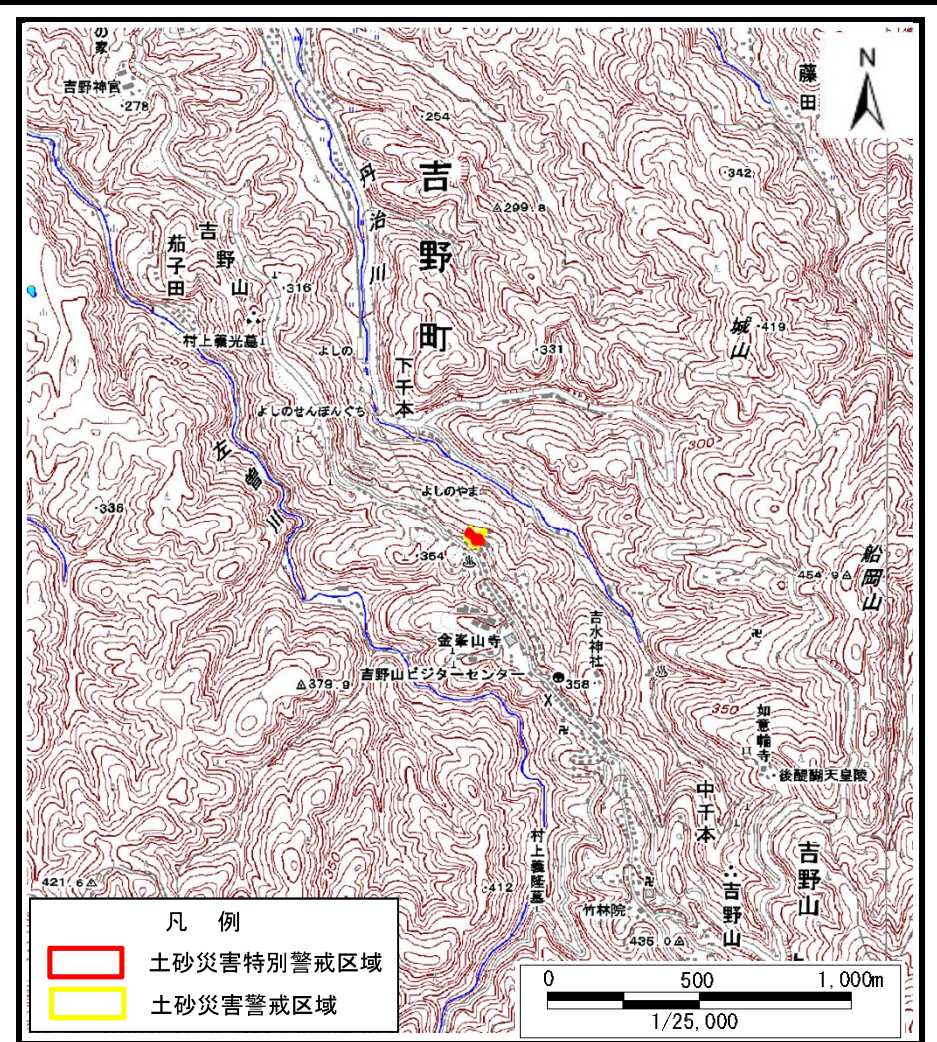 の家
吉野神宮
278
254
藤田
N
342
吉野町
299.8
丹治川
吉野山
茄子田
316
城山
419
村上義光墓
よしの
331
下千本
よしのせんぼんぐち
300
左曽川
よしのやま
336
364
船岡山
454.9
吉水神社
金峯山寺
吉野山ビジターセンター
358
379.9
350
如意輪寺
後醍醐天皇陵
中千本
村上義隆墓
吉野山
吉野山
421.6
412
竹林院
435.0
凡 例
土砂災害特別警戒区域
土砂災害警戒区域
0 500 1,000m
1/25,000